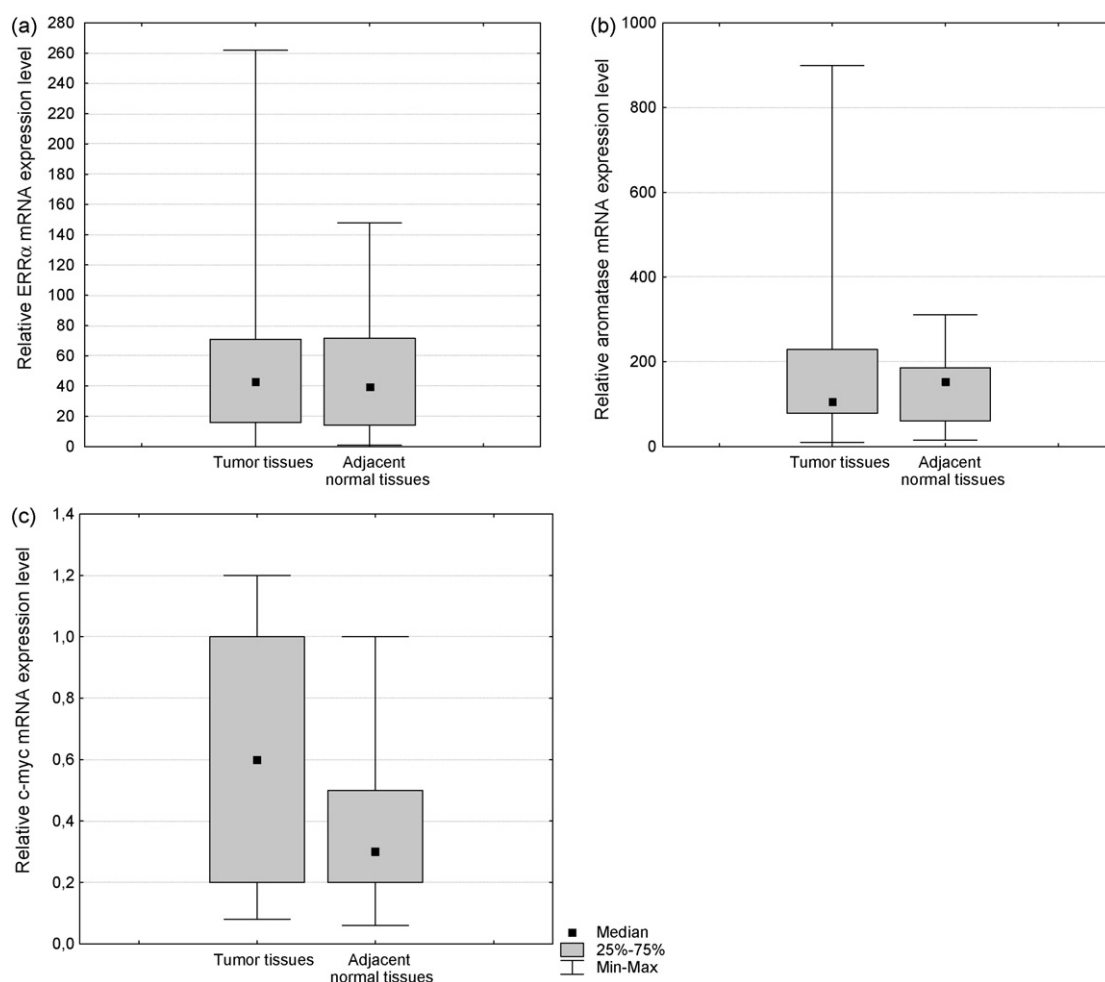 (a)
Relative ERRα mRNA expression level
280
260
240
220
200
180
160
140
120
100
80
60
40
20
0
Tumor tissues
Adjacent
normal tissues
(b)
Relative aromatase mRNA expression level
1000
800
600
400
200
0
Tumor tissues
Adjacent
normal tissues
(c)
Relative c-myc mRNA expression level
1,4
1,2
1,0
0,8
0,6
0,4
0,2
0,0
Tumor tissues
Adjacent
normal tissues
Median
25%-75%
Min-Max